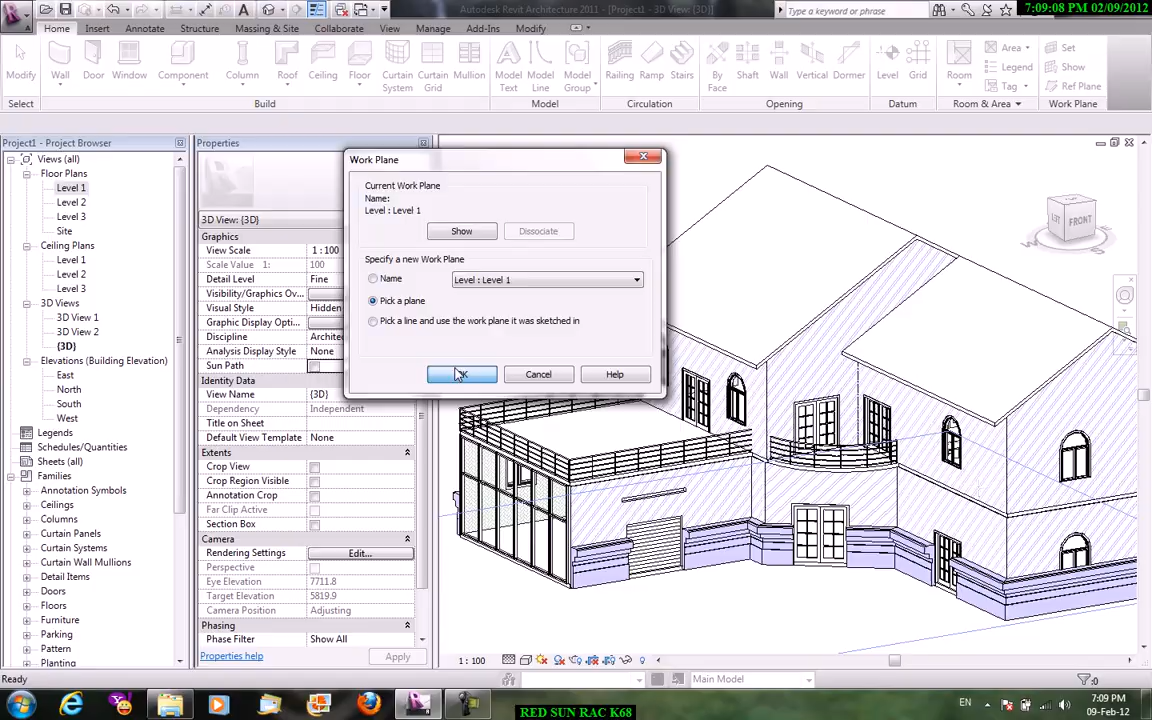 Autodesk Revit Architecture 2011 - [Project1 - 3D View: {3D}]
Type a keyword or phrase
7:09:08 PM 02/09/2012
Home Insert Annotate Structure Massing & Site Collaborate View Manage Add-Ins Modify
Modify Wall Door Window Component Column Roof Ceiling Floor Curtain System Curtain Grid Mullion Model Text Model Line Model Group Railing Ramp Stairs By Face Shaft Wall Vertical Dormer Level Grid Room
Area
Legend
Tag
Set
Show
Ref Plane
Select Build Model Circulation Opening Datum Room & Area Work Plane
Project1 - Project Browser
Views (all)
Floor Plans
Level 1
Level 2
Level 3
Site
Ceiling Plans
Level 1
Level 2
Level 3
3D Views
3D View 1
3D View 2
{3D}
Elevations (Building Elevation)
East
North
South
West
Legends
Schedules/Quantities
Sheets (all)
Families
Annotation Symbols
Ceilings
Columns
Curtain Panels
Curtain Systems
Curtain Wall Mullions
Detail Items
Doors
Floors
Furniture
Parking
Pattern
Planting
Properties
3D View: {3D}
Graphics
View Scale 1 : 100
Scale Value 1: 100
Detail Level Fine
Visibility/Graphics Ov...
Visual Style Hidden
Graphic Display Opti...
Discipline Archite
Analysis Display Style None
Sun Path
Identity Data
View Name {3D}
Dependency Independent
Title on Sheet
Default View Template None
Extents
Crop View
Crop Region Visible
Annotation Crop
Far Clip Active
Section Box
Camera
Rendering Settings Edit...
Perspective
Eye Elevation 7711.8
Target Elevation 5819.9
Camera Position Adjusting
Phasing
Phase Filter Show All
Properties help Apply
Work Plane
Current Work Plane
Name:
Level : Level 1
Show Dissociate
Specify a new Work Plane
Name Level : Level 1
Pick a plane
Pick a line and use the work plane it was sketched in
Cancel Help
FRONT
1 : 100
Ready
Main Model
:0
EN
7:09 PM
09-Feb-12
RED SUN RAC K68